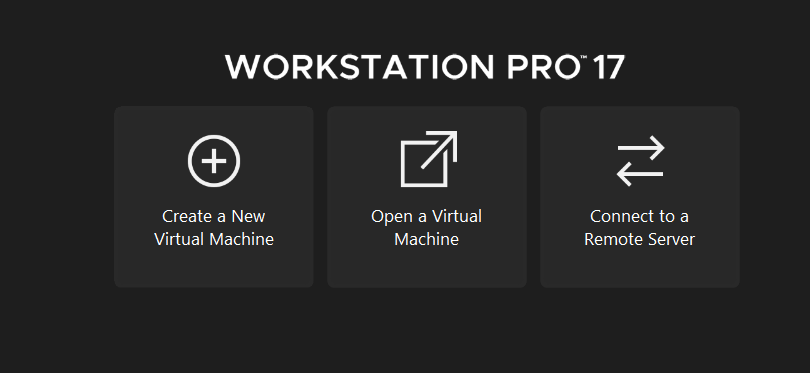 WORKSTATION PRO™ 17
Create a New
Virtual Machine
Open a Virtual
Machine
Connect to a
Remote Server